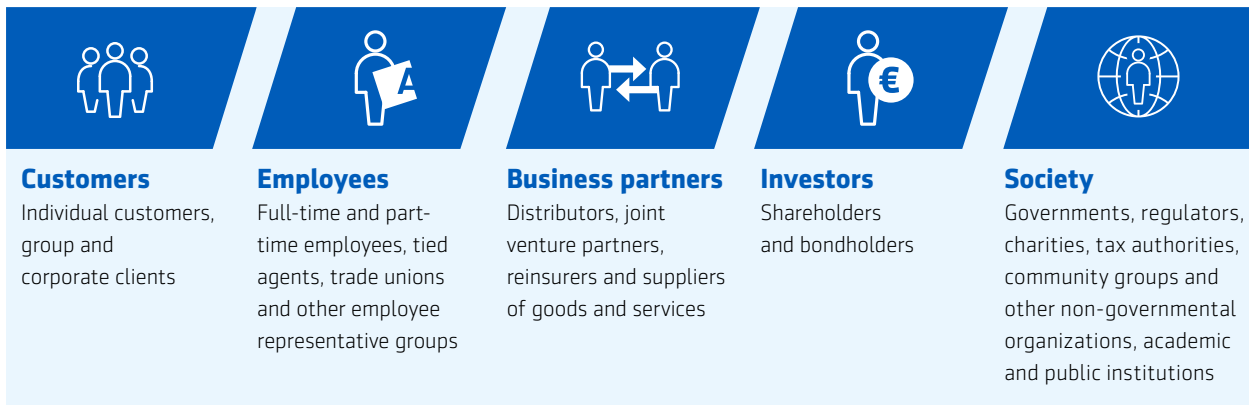 A
€
Customers
Individual customers,
group and
corporate clients
Employees
Full-time and part-
time employees, tied
agents, trade unions
and other employee
representative groups
Business partners
Distributors, joint
venture partners,
reinsurers and suppliers
of goods and services
Investors
Shareholders
and bondholders
Society
Governments, regulators,
charities, tax authorities,
community groups and
other non-governmental
organizations, academic
and public institutions